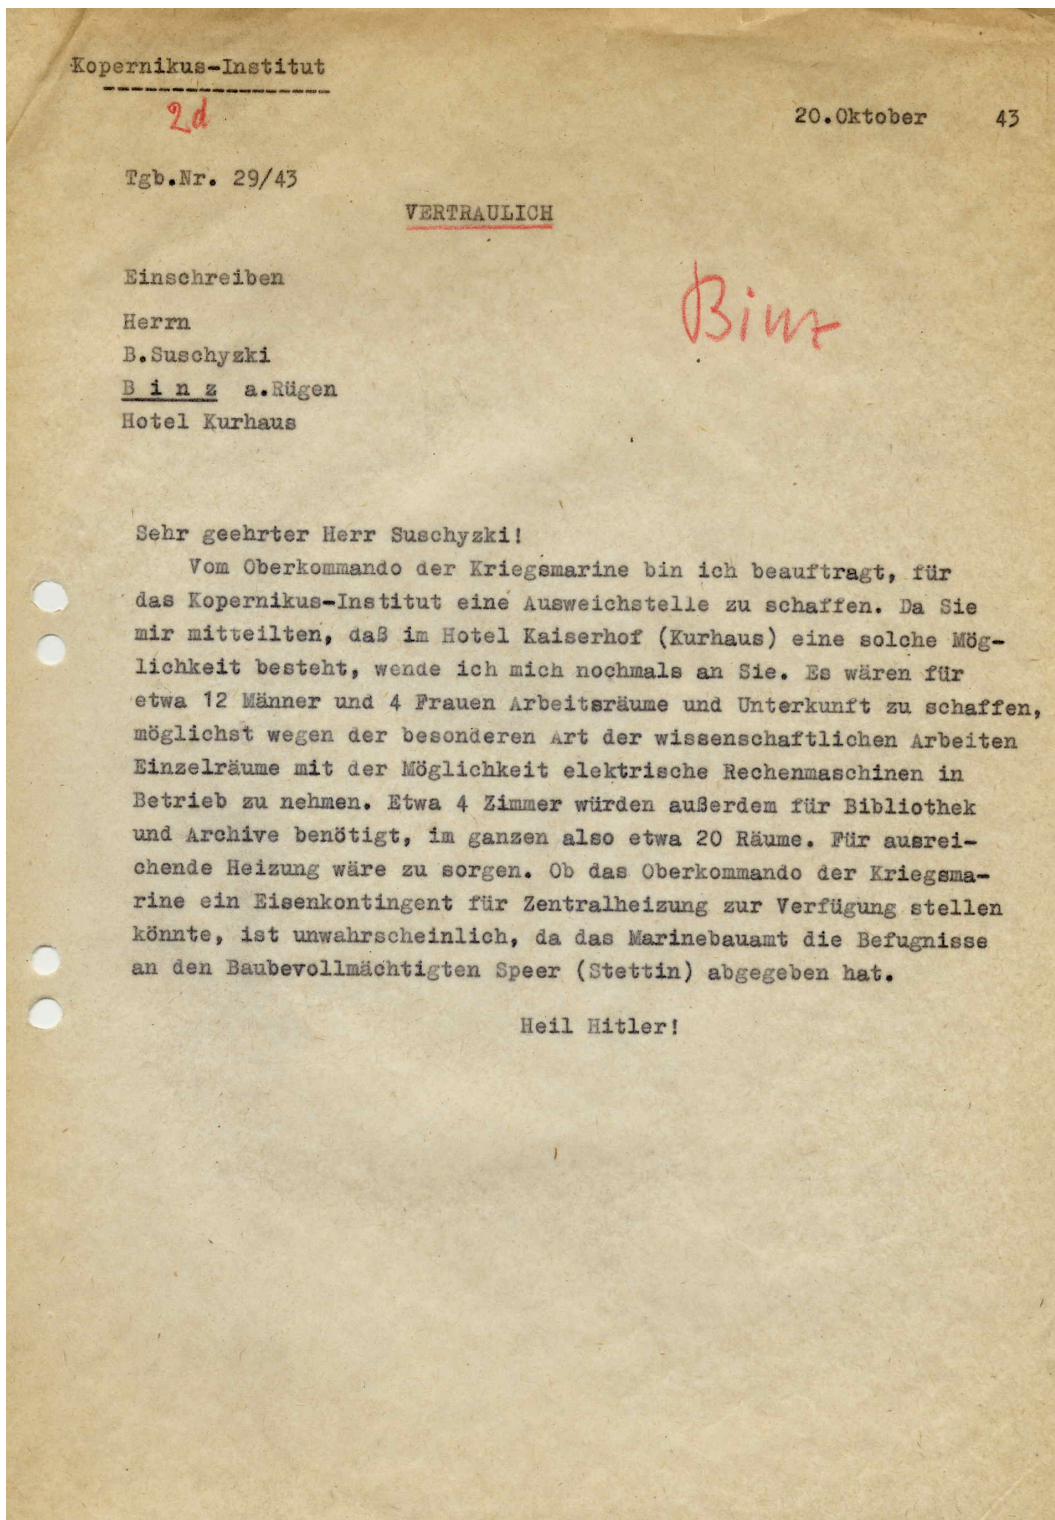 Kopernikus-Institut
2d
20.Oktober 43
Tgb.Nr. 29/43
VERTRAULICH
Einschreiben
Binz
Herrn
B.Suschyzki
B i n z a.Rügen
Hotel Kurhaus
Sehr geehrter Herr Suschyzki!
Vom Oberkommando der Kriegsmarine bin ich beauftragt, für
das Kopernikus-Institut eine Ausweichstelle zu schaffen. Da Sie
mir mitteilten, daß im Hotel Kaiserhof (Kurhaus) eine solche Mög-
lichkeit besteht, wende ich mich nochmals an Sie. Es wären für
etwa 12 Männer und 4 Frauen Arbeitsräume und Unterkunft zu schaffen,
möglichst wegen der besonderen Art der wissenschaftlichen Arbeiten
Einzelräume mit der Möglichkeit elektrische Rechenmaschinen in
Betrieb zu nehmen. Etwa 4 Zimmer würden außerdem für Bibliothek
und Archive benötigt, im ganzen also etwa 20 Räume. Für ausrei-
chende Heizung wäre zu sorgen. Ob das Oberkommando der Kriegsma-
rine ein Eisenkontingent für Zentralheizung zur Verfügung stellen
könnte, ist unwahrscheinlich, da das Marinebauamt die Befugnisse
an den Baubevollmächtigten Speer (Stettin) abgegeben hat.
Heil Hitler!